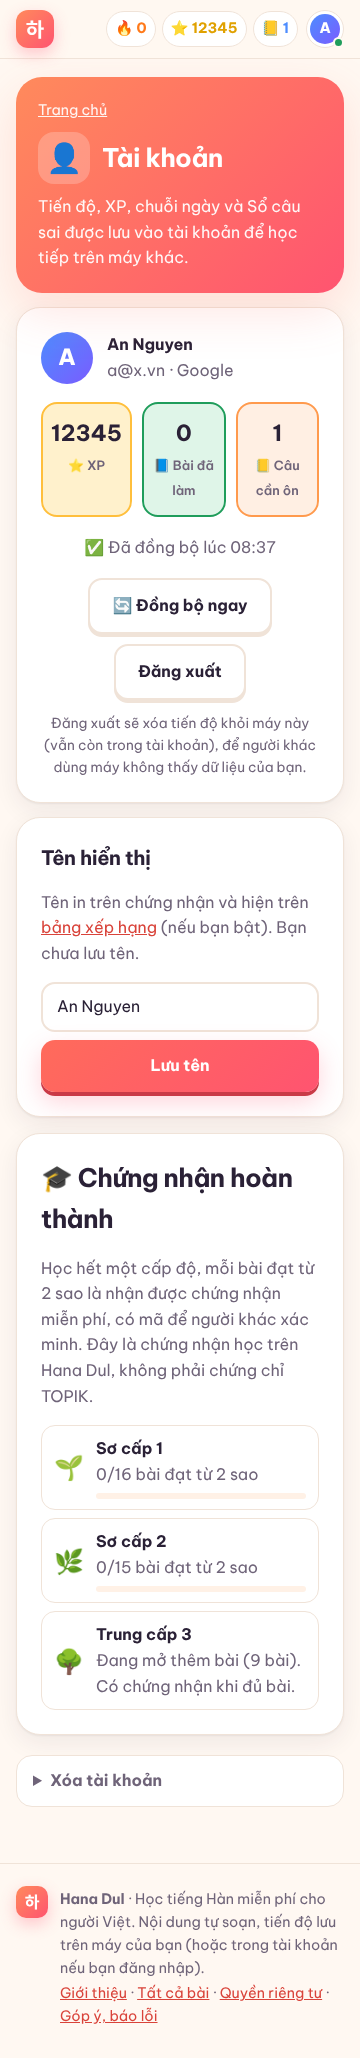 하 🔥 0 ⭐ 12345 📒 1 A
Trang chủ
👤 Tài khoản
Tiến độ, XP, chuỗi ngày và Sổ câu
sai được lưu vào tài khoản để học
tiếp trên máy khác.
A
An Nguyen
a@x.vn · Google
12345
⭐ XP
0
📘 Bài đã
làm
1
📒 Câu
cần ôn
✅ Đã đồng bộ lúc 08:37
🔄 Đồng bộ ngay
Đăng xuất
Đăng xuất sẽ xóa tiến độ khỏi máy này
(vẫn còn trong tài khoản), để người khác
dùng máy không thấy dữ liệu của bạn.
Tên hiển thị
Tên in trên chứng nhận và hiện trên
bảng xếp hạng (nếu bạn bật). Bạn
chưa lưu tên.
An Nguyen
Lưu tên
🎓 Chứng nhận hoàn
thành
Học hết một cấp độ, mỗi bài đạt từ
2 sao là nhận được chứng nhận
miễn phí, có mã để người khác xác
minh. Đây là chứng nhận học trên
Hana Dul, không phải chứng chỉ
TOPIK.
🌱 Sơ cấp 1
0/16 bài đạt từ 2 sao
🌿 Sơ cấp 2
0/15 bài đạt từ 2 sao
🌳 Trung cấp 3
Đang mở thêm bài (9 bài).
Có chứng nhận khi đủ bài.
▶ Xóa tài khoản
하
Hana Dul · Học tiếng Hàn miễn phí cho
người Việt. Nội dung tự soạn, tiến độ lưu
trên máy của bạn (hoặc trong tài khoản
nếu bạn đăng nhập).
Giới thiệu · Tất cả bài · Quyền riêng tư ·
Góp ý, báo lỗi